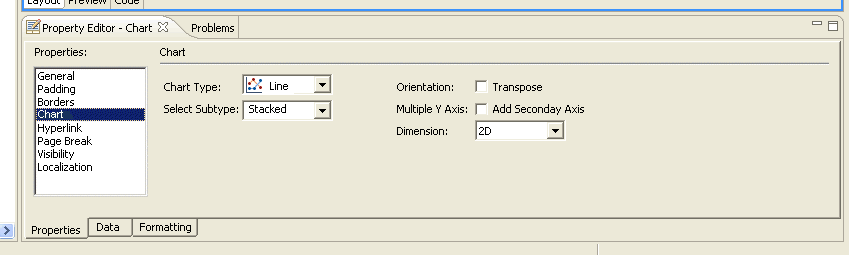 Layout Preview Code
Property Editor - Chart Problems
Properties: Chart
General
Padding
Borders
Chart
Hyperlink
Page Break
Visibility
Localization
Chart Type: Line Orientation: Transpose
Select Subtype: Stacked Multiple Y Axis: Add Seconday Axis
Dimension: 2D
Properties Data Formatting